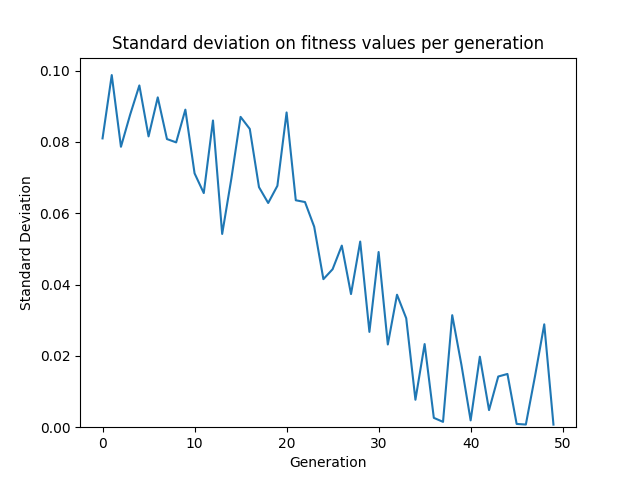 Standard deviation on fitness values per generation
0.10
0.08
0.06
0.04
0.02
0.00
Standard Deviation
0 10 20 30 40 50
Generation